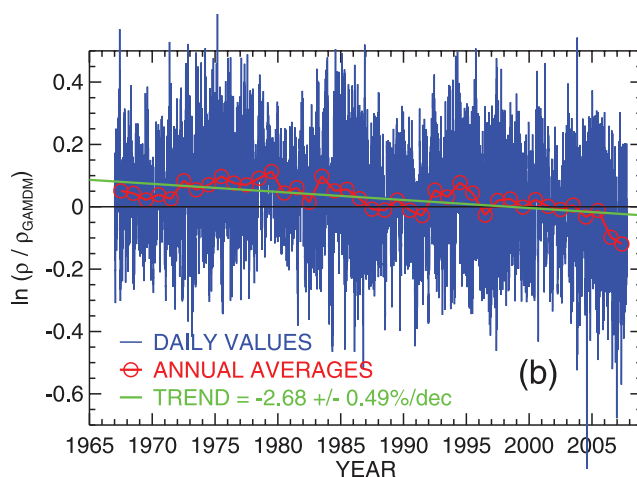 0.4
0.2
0
-0.2
-0.4
-0.6
ln (ρ / ρGAMDM)
DAILY VALUES
ANNUAL AVERAGES
TREND = -2.68 +/- 0.49%/dec
(b)
1965 1970 1975 1980 1985 1990 1995 2000 2005
YEAR